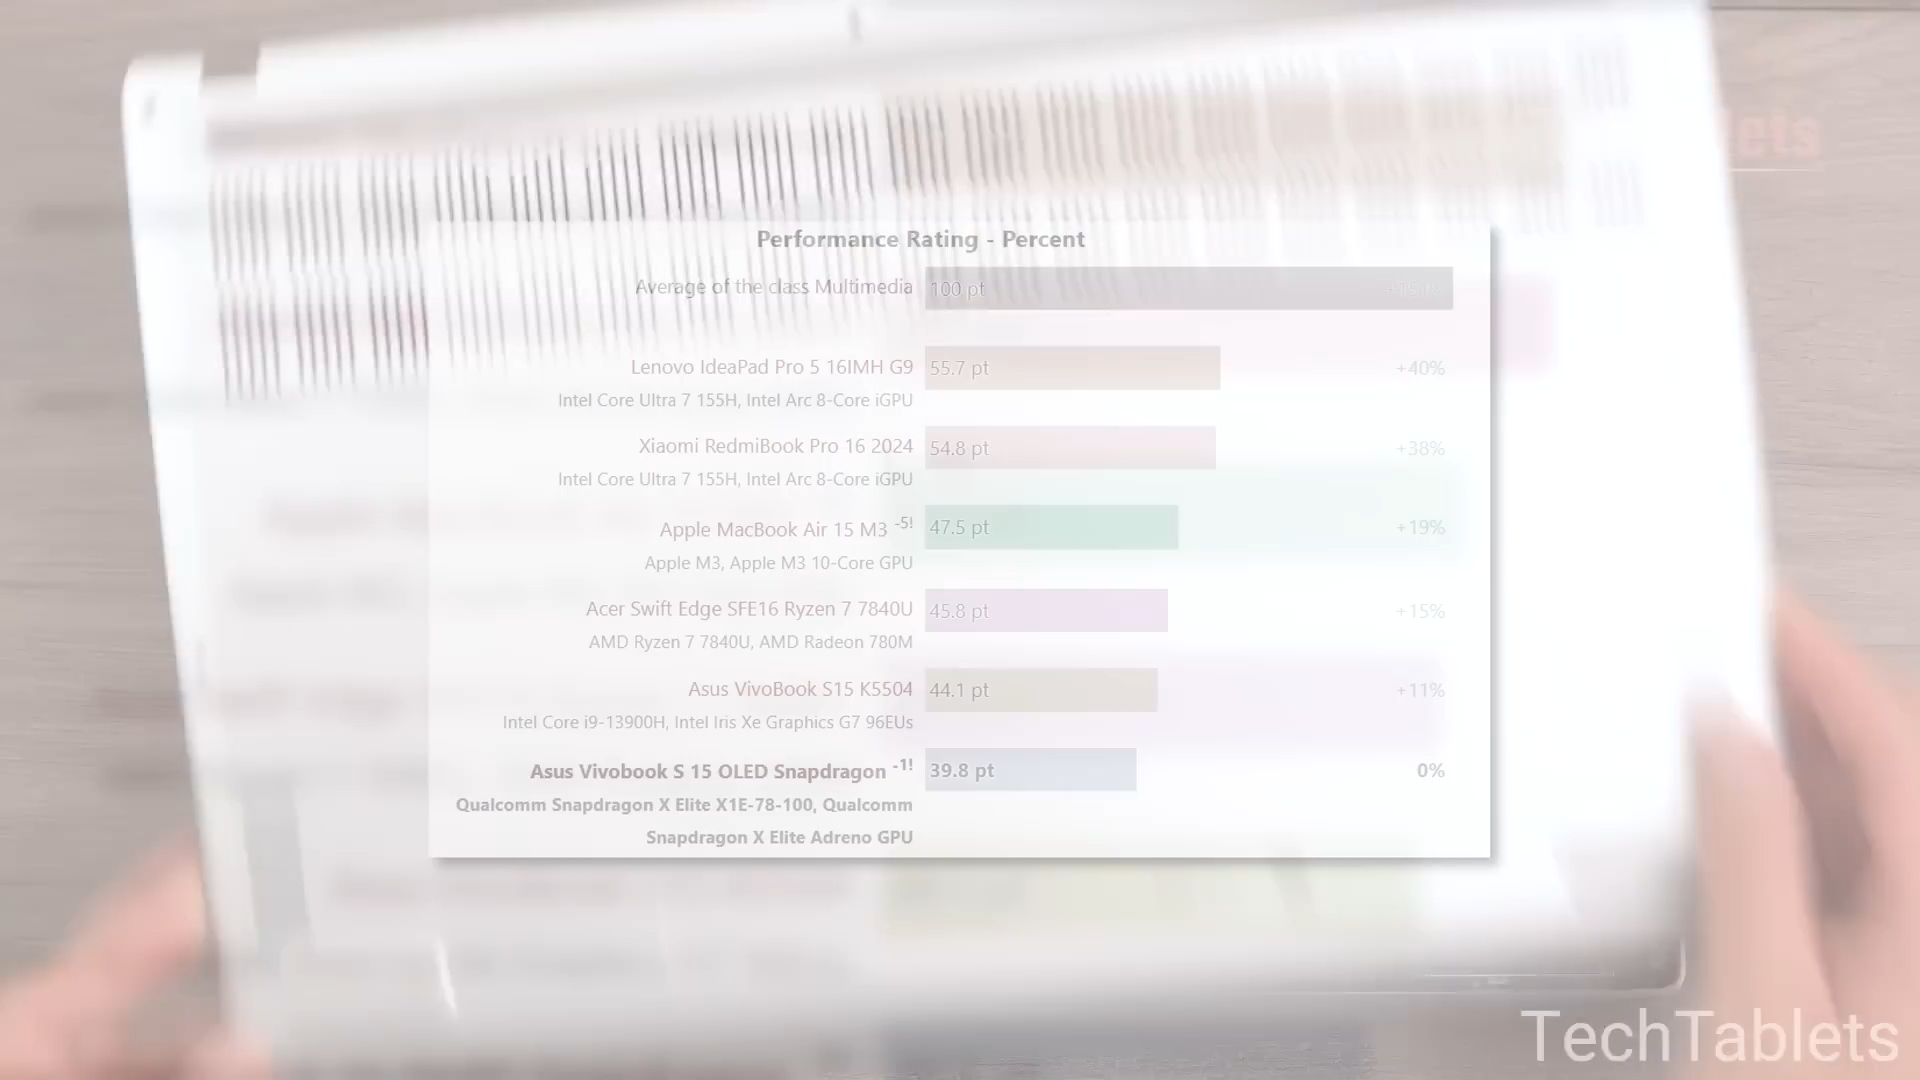 ets
Performance Rating - Percent
Average of the class Multimedia 100 pt
Lenovo IdeaPad Pro 5 16IMH G9 55.7 pt +40%
Intel Core Ultra 7 155H, Intel Arc 8-Core iGPU
Xiaomi RedmiBook Pro 16 2024 54.8 pt +38%
Intel Core Ultra 7 155H, Intel Arc 8-Core iGPU
Apple MacBook Air 15 M3 -5! 47.5 pt +19%
Apple M3, Apple M3 10-Core GPU
Acer Swift Edge SFE16 Ryzen 7 7840U 45.8 pt +15%
AMD Ryzen 7 7840U, AMD Radeon 780M
Asus VivoBook S15 K5504 44.1 pt +11%
Intel Core i9-13900H, Intel Iris Xe Graphics G7 96EUs
Asus Vivobook S 15 OLED Snapdragon -1! 39.8 pt 0%
Qualcomm Snapdragon X Elite X1E-78-100, Qualcomm
Snapdragon X Elite Adreno GPU
TechTablets